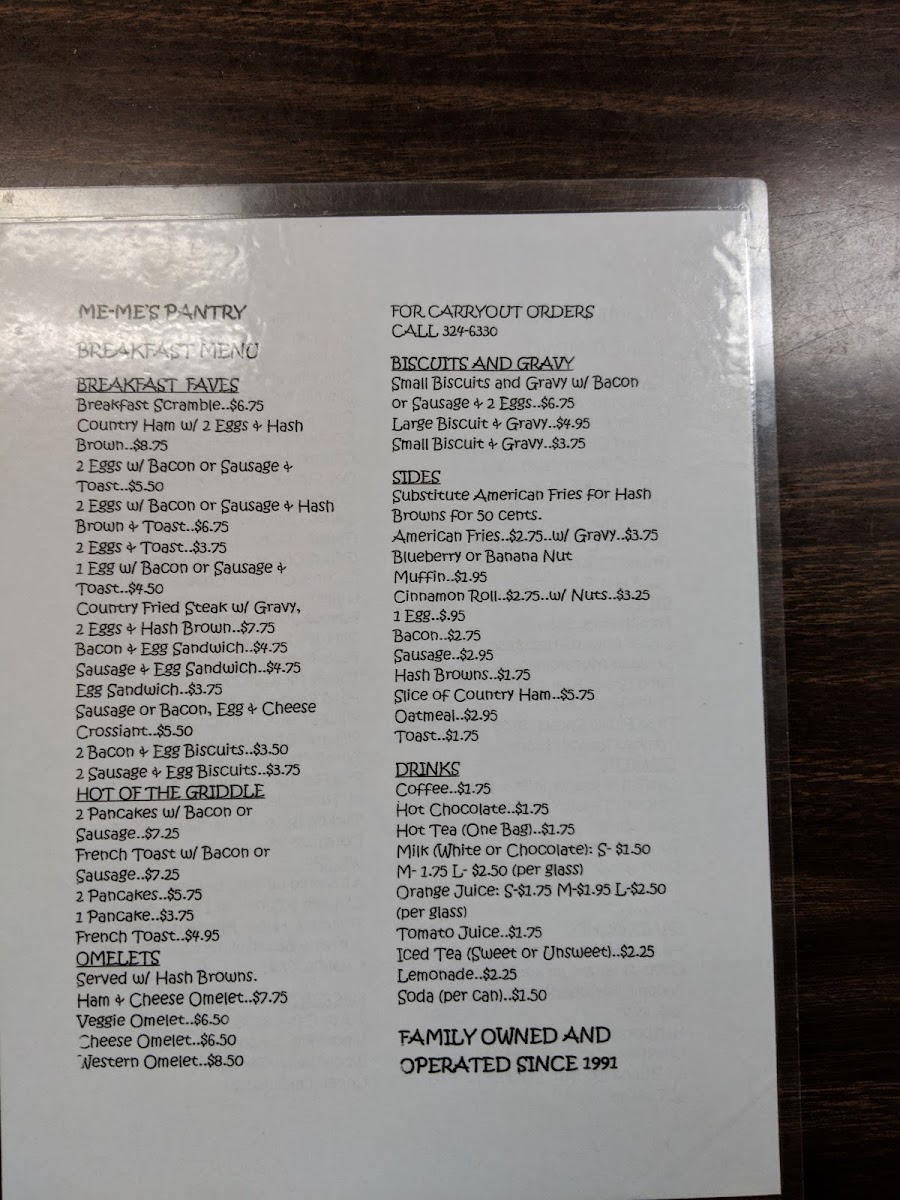 ME-ME'S PANTRY
BREAKFAST MENU
BREAKFAST FAVES
Breakfast Scramble..$6.75
Country Ham w/ 2 Eggs & Hash
Brown..$8.75
2 Eggs w/ Bacon or Sausage &
Toast..$5.50
2 Eggs w/ Bacon or Sausage & Hash
Brown & Toast..$6.75
2 Eggs & Toast..$3.75
1 Egg w/ Bacon or Sausage &
Toast..$4.50
Country Fried Steak w/ Gravy,
2 Eggs & Hash Brown..$7.75
Bacon & Egg Sandwich..$4.75
Sausage & Egg Sandwich..$4.75
Egg Sandwich..$3.75
Sausage or Bacon, Egg & Cheese
Crossiant..$5.50
2 Bacon & Egg Biscuits..$3.50
2 Sausage & Egg Biscuits..$3.75
HOT OF THE GRIDDLE
2 Pancakes w/ Bacon or
Sausage..$7.25
French Toast w/ Bacon or
Sausage..$7.25
2 Pancakes..$5.75
1 Pancake..$3.75
French Toast..$4.95
OMELETS
Served w/ Hash Browns.
Ham & Cheese Omelet..$7.75
Veggie Omelet..$6.50
Cheese Omelet..$6.50
Western Omelet..$8.50
FOR CARRYOUT ORDERS
CALL 324-6330
BISCUITS AND GRAVY
Small Biscuits and Gravy w/ Bacon
or Sausage & 2 Eggs..$6.75
Large Biscuit & Gravy..$4.95
Small Biscuit & Gravy..$3.75
SIDES
Substitute American Fries for Hash
Browns for 50 cents.
American Fries..$2.75..w/ Gravy..$3.75
Blueberry or Banana Nut
Muffin..$1.95
Cinnamon Roll..$2.75..w/ Nuts..$3.25
1 Egg..$.95
Bacon..$2.75
Sausage..$2.95
Hash Browns..$1.75
Slice of Country Ham..$5.75
Oatmeal..$2.95
Toast..$1.75
DRINKS
Coffee..$1.75
Hot Chocolate..$1.75
Hot Tea (One Bag)..$1.75
Milk (White or Chocolate): S- $1.50
M- 1.75 L- $2.50 (per glass)
Orange Juice: S-$1.75 M-$1.95 L-$2.50
(per glass)
Tomato Juice..$1.75
Iced Tea (Sweet or Unsweet)..$2.25
Lemonade..$2.25
Soda (per can)..$1.50
FAMILY OWNED AND
OPERATED SINCE 1991